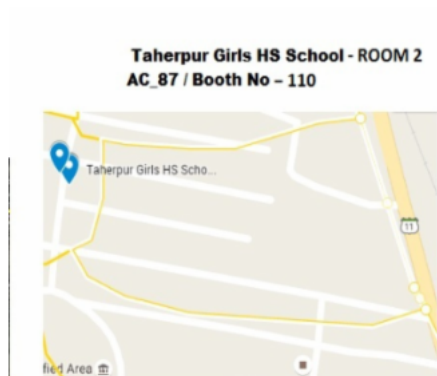 Taherpur Girls HS School - ROOM 2
AC_87 / Booth No – 110
Taherpur Girls HS Scho...
11
fied Area